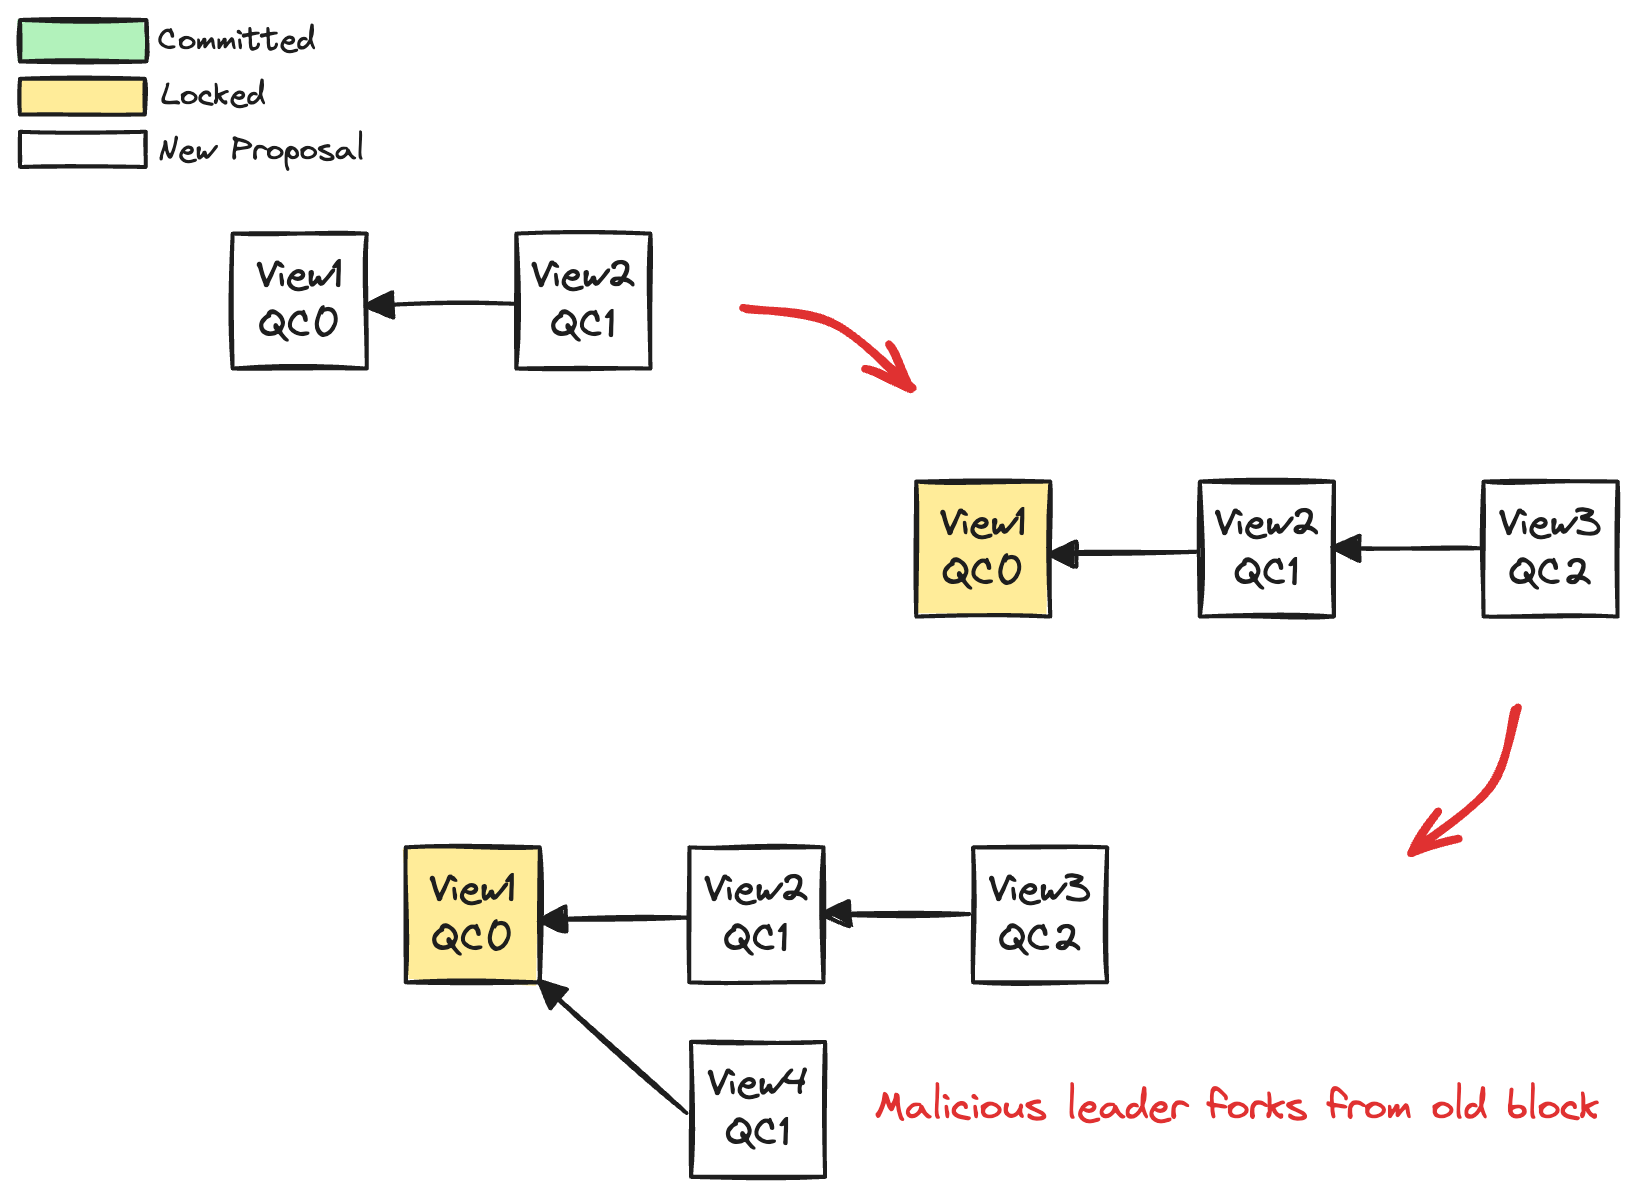 Committed
Locked
New Proposal
View1
QC0
View2
QC1
View1
QC0
View2
QC1
View3
QC2
View1
QC0
View2
QC1
View3
QC2
View4
QC1
Malicious leader forks from old block